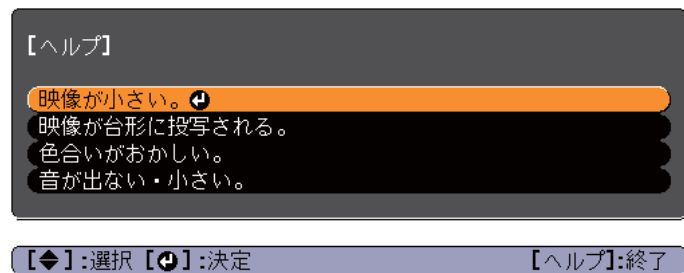 【ヘルプ】
映像が小さい。
映像が台形に投写される。
色合いがおかしい。
音が出ない・小さい。
【◆】:選択【⏎】:決定 【ヘルプ】:終了